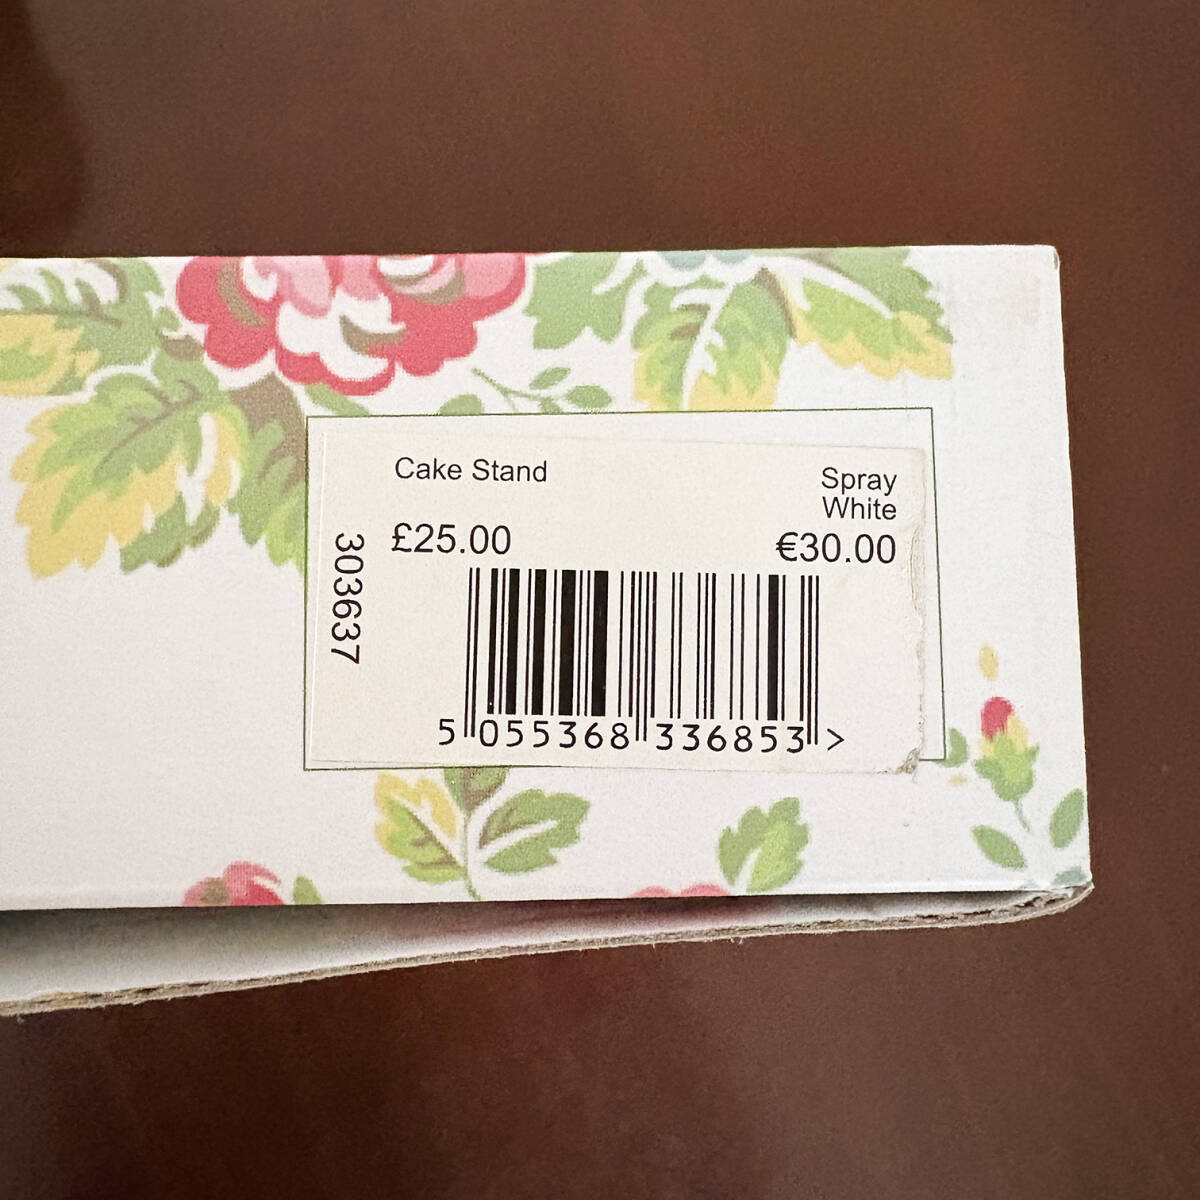 Cake Stand
Spray
White
£25.00
€30.00
303637
5 055368 336853 >